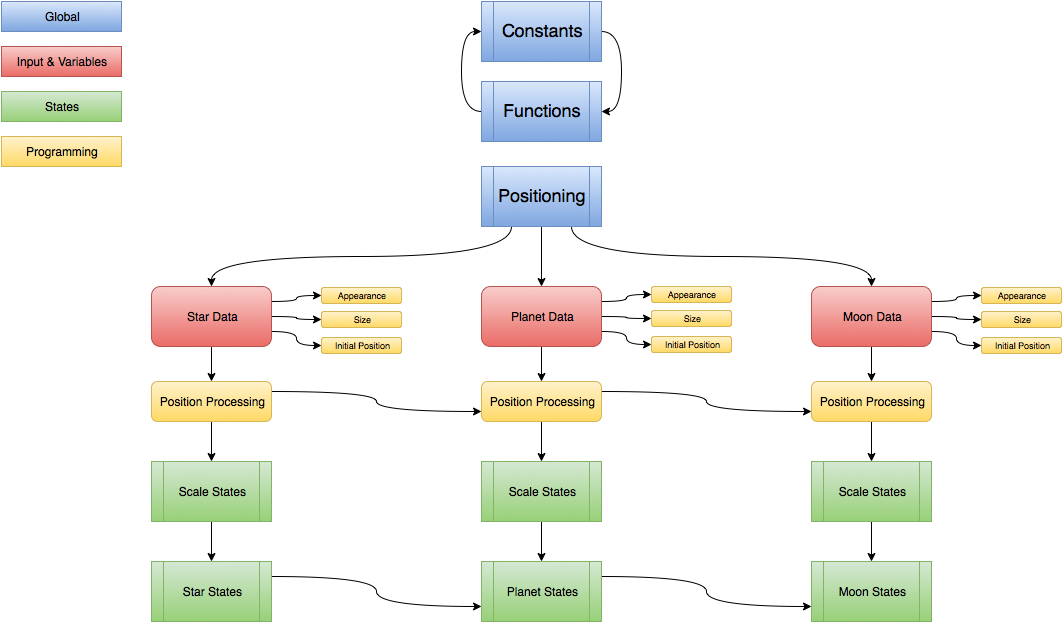 Global
Input & Variables
States
Programming
Constants
Functions
Positioning
Star Data
Appearance
Size
Initial Position
Planet Data
Appearance
Size
Initial Position
Moon Data
Appearance
Size
Initial Position
Position Processing
Position Processing
Position Processing
Scale States
Scale States
Scale States
Star States
Planet States
Moon States